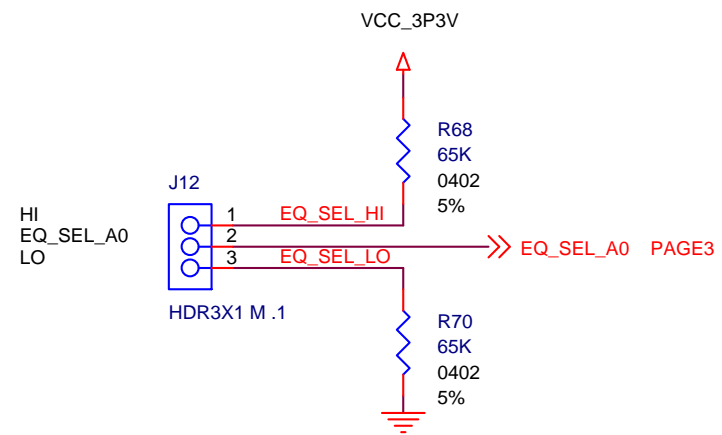 VCC_3P3V
R68
65K
0402
5%
J12
HI
EQ_SEL_A0
LO
1
2
3
EQ_SEL_HI
EQ_SEL_LO
EQ_SEL_A0 PAGE3
HDR3X1 M .1
R70
65K
0402
5%